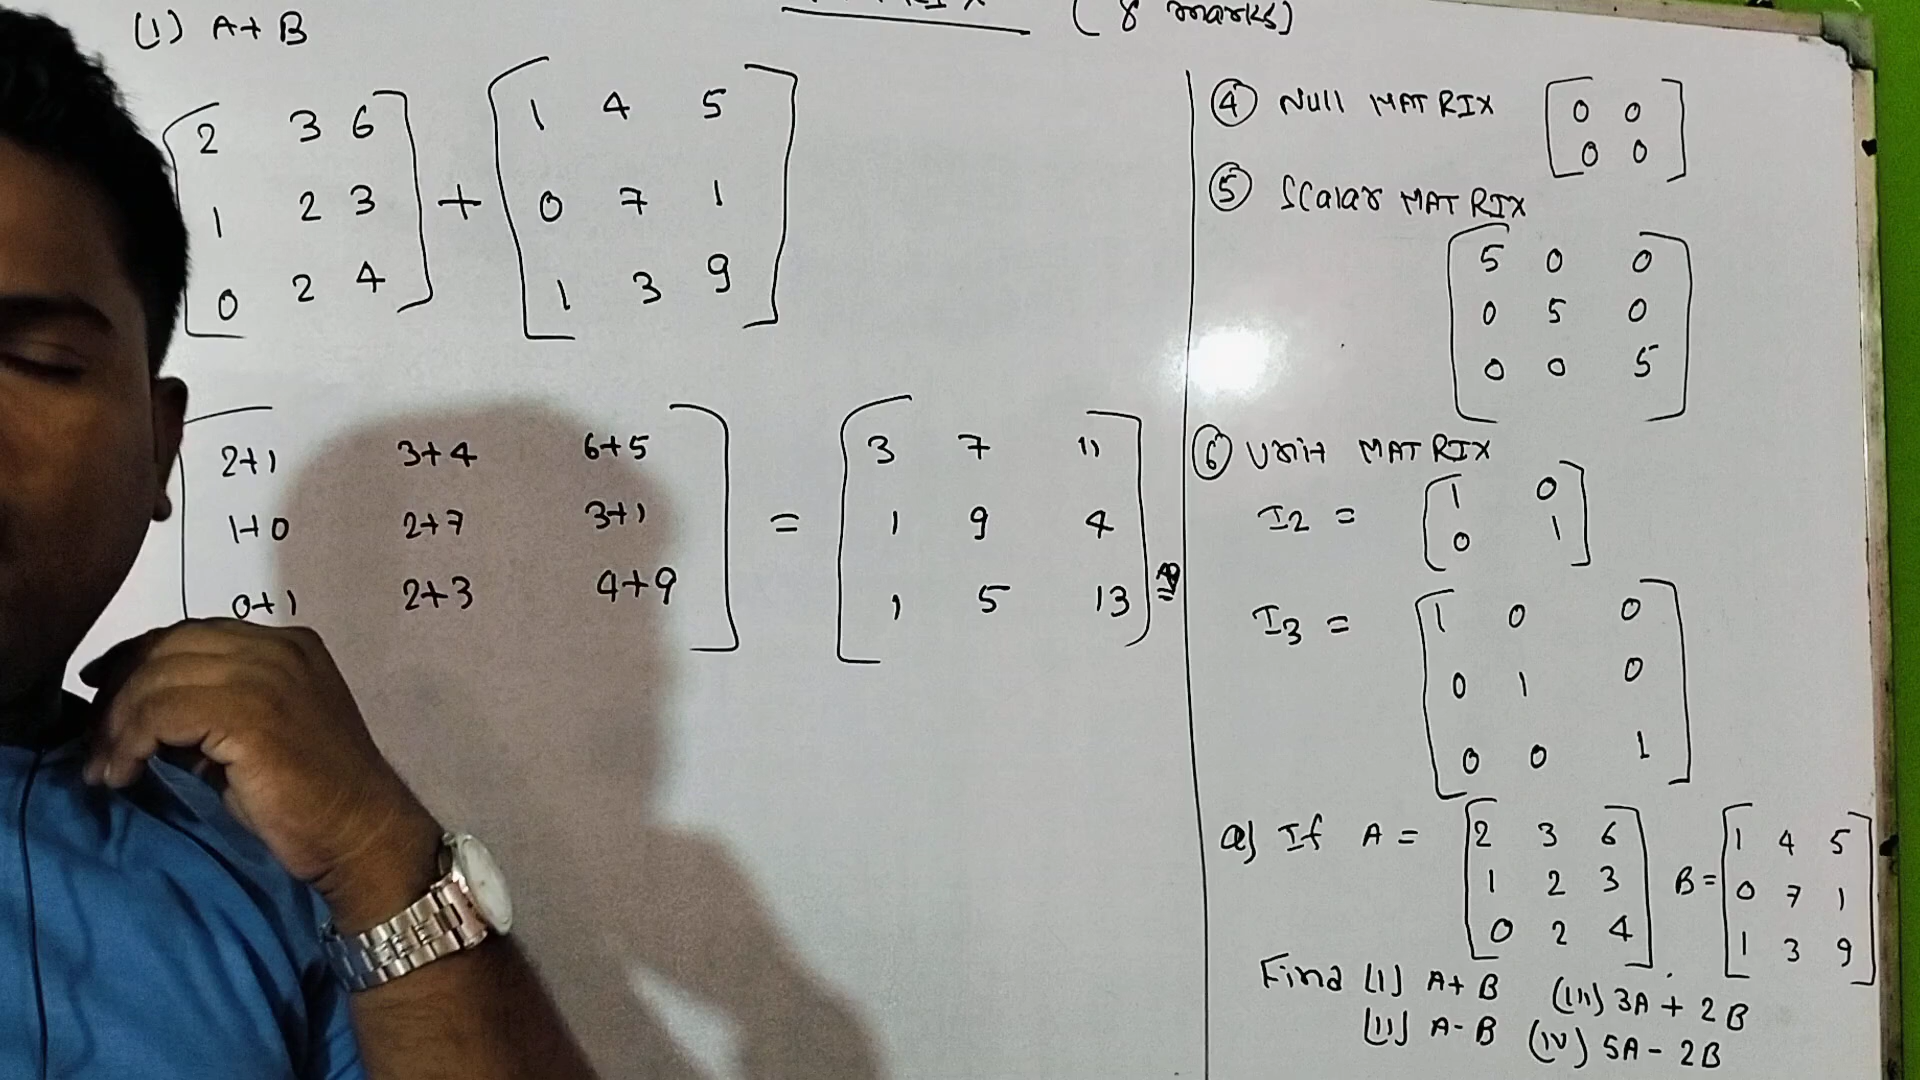 (8 marks)
(1) A+B
2 3 6 1 4 5
1 2 3 + 0 7 1
0 2 4 1 3 9
2+1 3+4 6+5 3 7 11
1+0 2+7 3+1 = 1 9 4
0+1 2+3 4+9 1 5 13
④ Null MATRIX 0 0
0 0
⑤ Scalar MATRIX
5 0 0
0 5 0
0 0 5
⑥ Unit MATRIX
I2 = 1 0
0 1
I3 = 1 0 0
0 1 0
0 0 1
Q) If A = 2 3 6 B = 1 4 5
1 2 3 0 7 1
0 2 4 1 3 9
Find (I) A+B (III) 3A + 2B
(II) A-B (IV) 5A - 2B